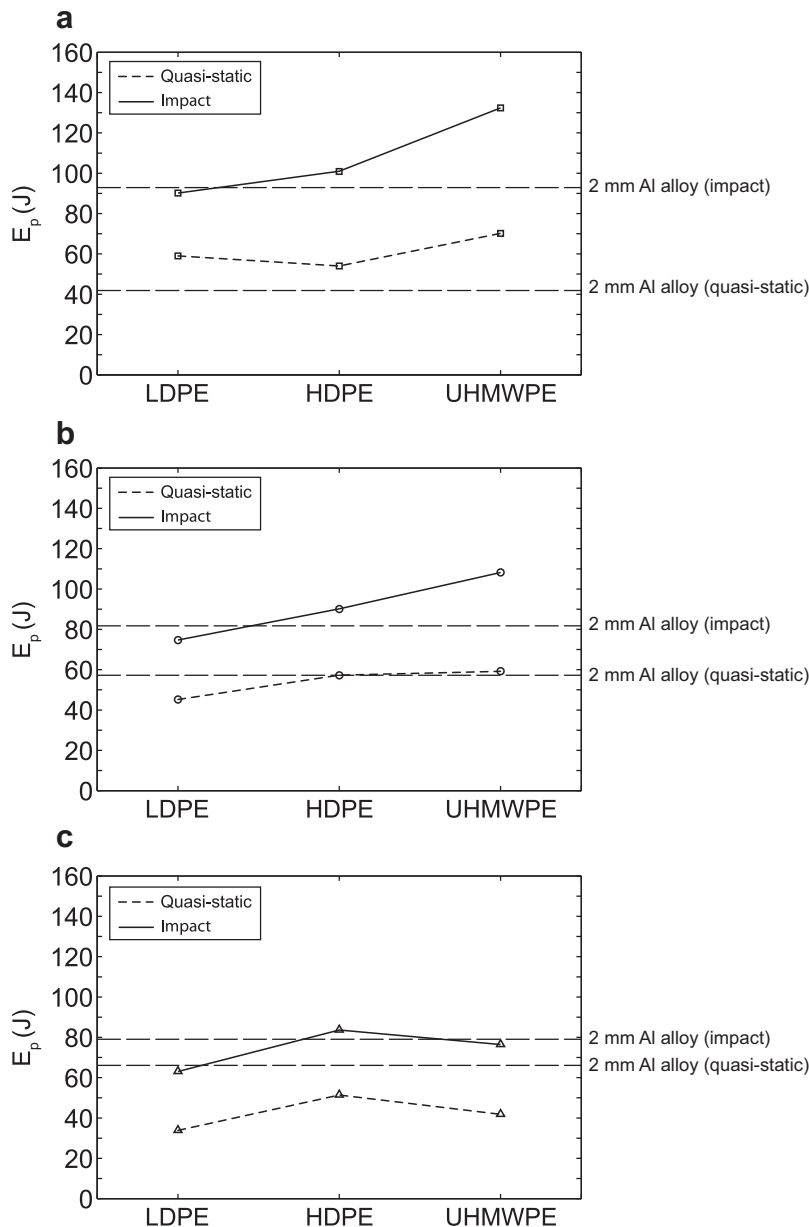 a
160
140
120
100
80
60
40
20
0
E_p (J)
Quasi-static
Impact
2 mm Al alloy (impact)
2 mm Al alloy (quasi-static)
LDPE HDPE UHMWPE
b
160
140
120
100
80
60
40
20
0
E_p (J)
Quasi-static
Impact
2 mm Al alloy (impact)
2 mm Al alloy (quasi-static)
LDPE HDPE UHMWPE
c
160
140
120
100
80
60
40
20
0
E_p (J)
Quasi-static
Impact
2 mm Al alloy (impact)
2 mm Al alloy (quasi-static)
LDPE HDPE UHMWPE